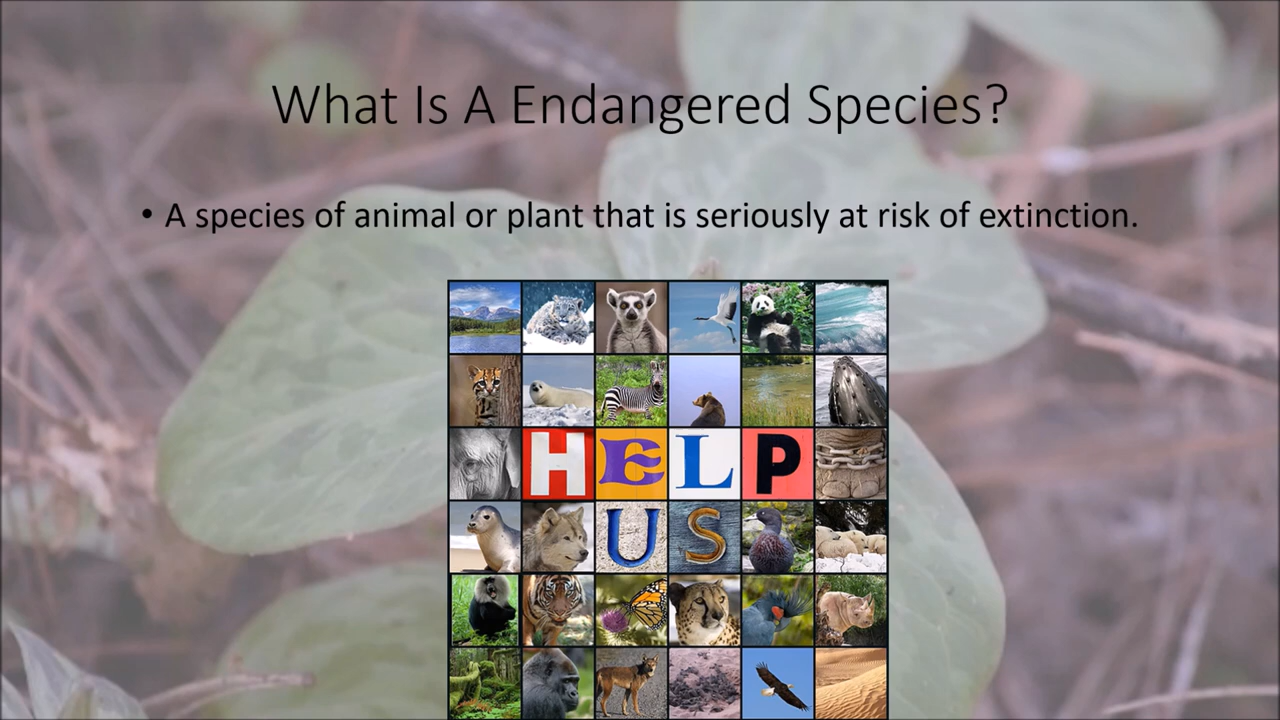 What Is A Endangered Species?
• A species of animal or plant that is seriously at risk of extinction.
HELP
US